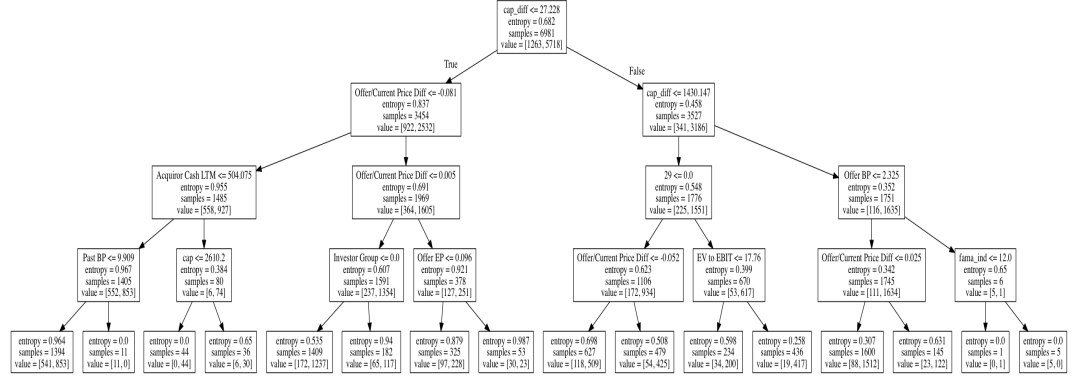 cap_diff <= 27.228
entropy = 0.682
samples = 6981
value = [1263, 5718]
True
False
Offer/Current Price Diff <= -0.081
entropy = 0.837
samples = 3454
value = [922, 2532]
cap_diff <= 1430.147
entropy = 0.458
samples = 3527
value = [341, 3186]
Acquiror Cash LTM <= 504.075
entropy = 0.955
samples = 1485
value = [558, 927]
Offer/Current Price Diff <= 0.005
entropy = 0.691
samples = 1969
value = [364, 1605]
29 <= 0.0
entropy = 0.548
samples = 1776
value = [225, 1551]
Offer BP <= 2.325
entropy = 0.352
samples = 1751
value = [116, 1635]
Past BP <= 9.909
entropy = 0.967
samples = 1405
value = [552, 853]
cap <= 2610.2
entropy = 0.384
samples = 80
value = [6, 74]
Investor Group <= 0.0
entropy = 0.607
samples = 1591
value = [237, 1354]
Offer EP <= 0.096
entropy = 0.921
samples = 378
value = [127, 251]
Offer/Current Price Diff <= -0.052
entropy = 0.623
samples = 1106
value = [172, 934]
EV to EBIT <= 17.76
entropy = 0.399
samples = 670
value = [53, 617]
Offer/Current Price Diff <= 0.025
entropy = 0.342
samples = 1745
value = [111, 1634]
fama_ind <= 12.0
entropy = 0.65
samples = 6
value = [5, 1]
entropy = 0.964
samples = 1394
value = [541, 853]
entropy = 0.0
samples = 11
value = [11, 0]
entropy = 0.0
samples = 44
value = [0, 44]
entropy = 0.65
samples = 36
value = [6, 30]
entropy = 0.535
samples = 1409
value = [172, 1237]
entropy = 0.94
samples = 182
value = [65, 117]
entropy = 0.879
samples = 325
value = [97, 228]
entropy = 0.987
samples = 53
value = [30, 23]
entropy = 0.698
samples = 627
value = [118, 509]
entropy = 0.508
samples = 479
value = [54, 425]
entropy = 0.598
samples = 234
value = [34, 200]
entropy = 0.258
samples = 436
value = [19, 417]
entropy = 0.307
samples = 1600
value = [88, 1512]
entropy = 0.631
samples = 145
value = [23, 122]
entropy = 0.0
samples = 1
value = [0, 1]
entropy = 0.0
samples = 5
value = [5, 0]